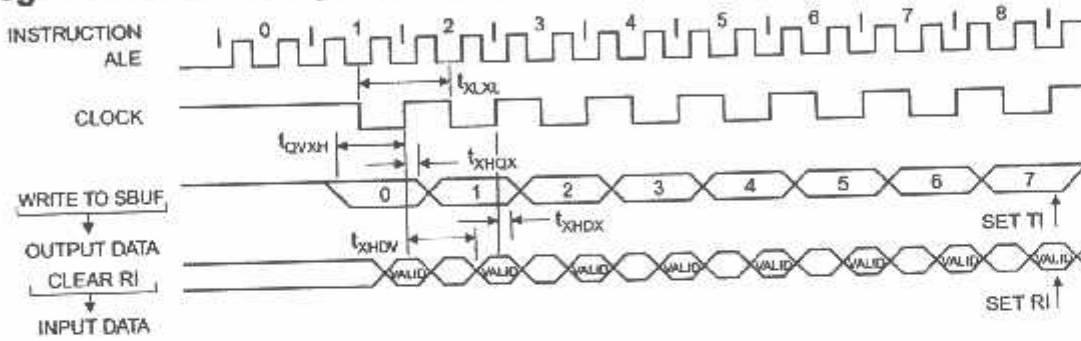 INSTRUCTION
0 1 2 3 4 5 6 7 8
ALE
tXLXL
CLOCK
tQVXH
tXHQX
WRITE TO SBUF
0 1 2 3 4 5 6 7
SET TI
tXHDV
tXHDX
OUTPUT DATA
VALID VALID VALID VALID VALID VALID VALID VALID
CLEAR RI
SET RI
INPUT DATA